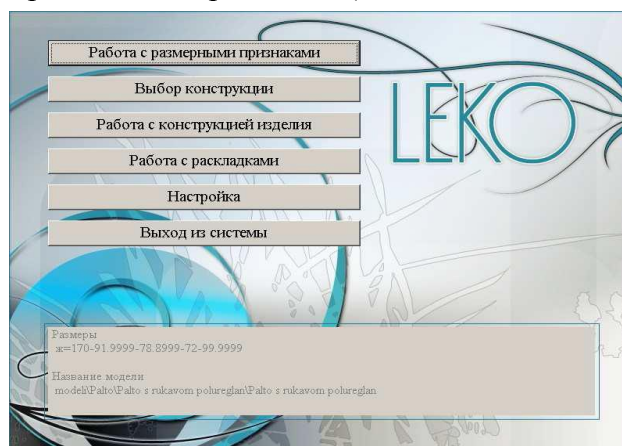 Работа с размерными признаками
Выбор конструкции
Работа с конструкцией изделия
Работа с раскладками
Настройка
Выход из системы
LEKO
Размеры
ж=170-91.9999-78.8999-72-99.9999
Название модели
modeli\Palto\Palto s rukavom polureglan\Palto s rukavom polureglan